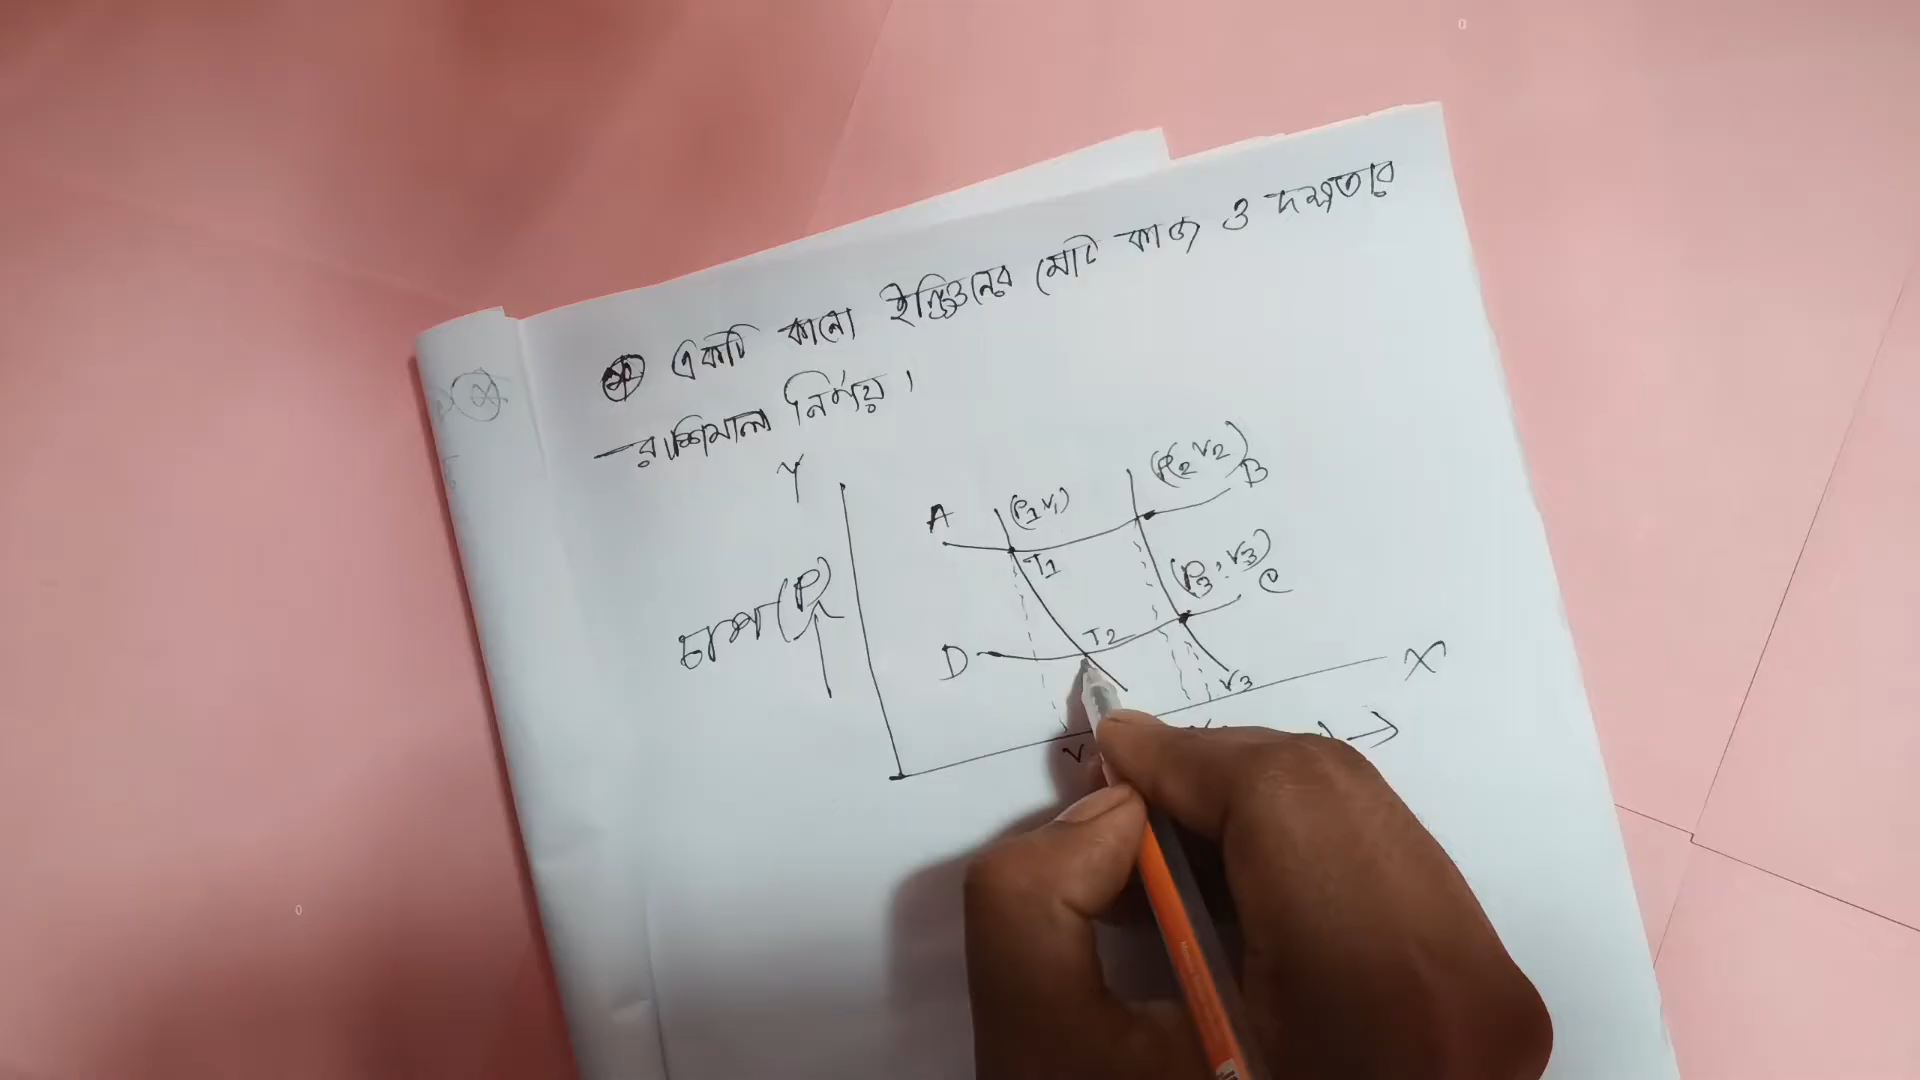 একটি কার্নো ইঞ্জিনের মোট কাজ ও দক্ষতার
রাশিমালা নির্ণয়।
Y
(P2 V2)
B
A
(P1 V1)
T1
(P3, V3)
C
চাপ (P)
T2
D
V3
X
V